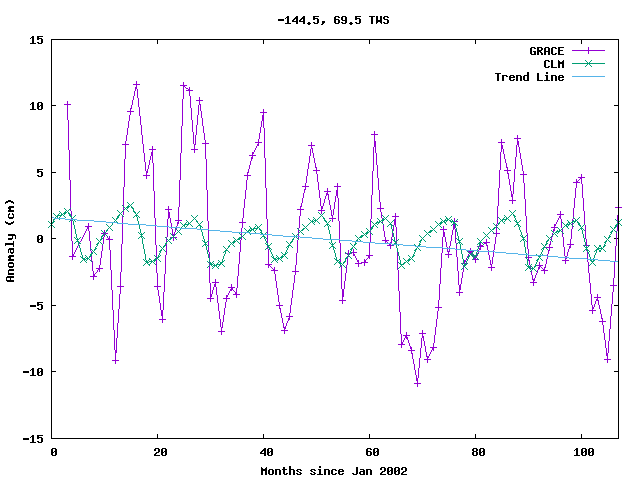 -144.5, 69.5 TWS
GRACE
CLM
Trend Line
15
10
5
0
-5
-10
-15
Anomaly (cm)
0 20 40 60 80 100
Months since Jan 2002